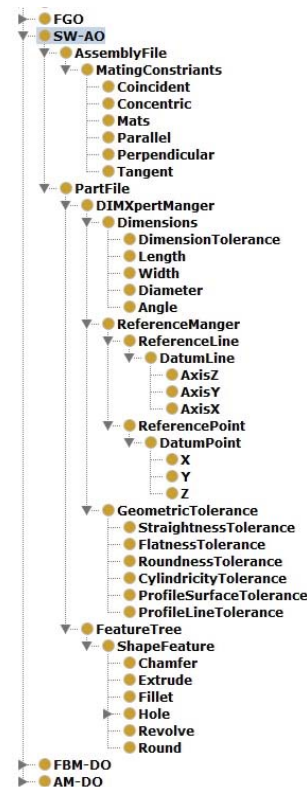 FGO
SW-AO
AssemblyFile
MatingConstriants
Coincident
Concentric
Mats
Parallel
Perpendicular
Tangent
PartFile
DIMXpertManger
Dimensions
DimensionTolerance
Length
Width
Diameter
Angle
ReferenceManger
ReferenceLine
DatumLine
AxisZ
AxisY
AxisX
ReferencePoint
DatumPoint
X
Y
Z
GeometricTolerance
StraightnessTolerance
FlatnessTolerance
RoundnessTolerance
CylindricityTolerance
ProfileSurfaceTolerance
ProfileLineTolerance
FeatureTree
ShapeFeature
Chamfer
Extrude
Fillet
Hole
Revolve
Round
FBM-DO
AM-DO